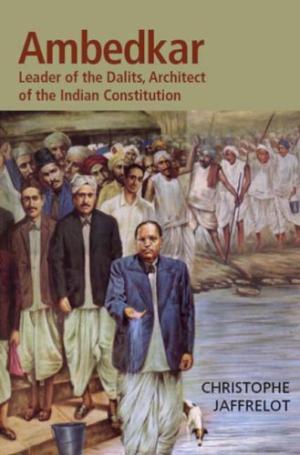 Ambedkar
Leader of the Dalits, Architect
of the Indian Constitution
CHRISTOPHE
JAFFRELOT